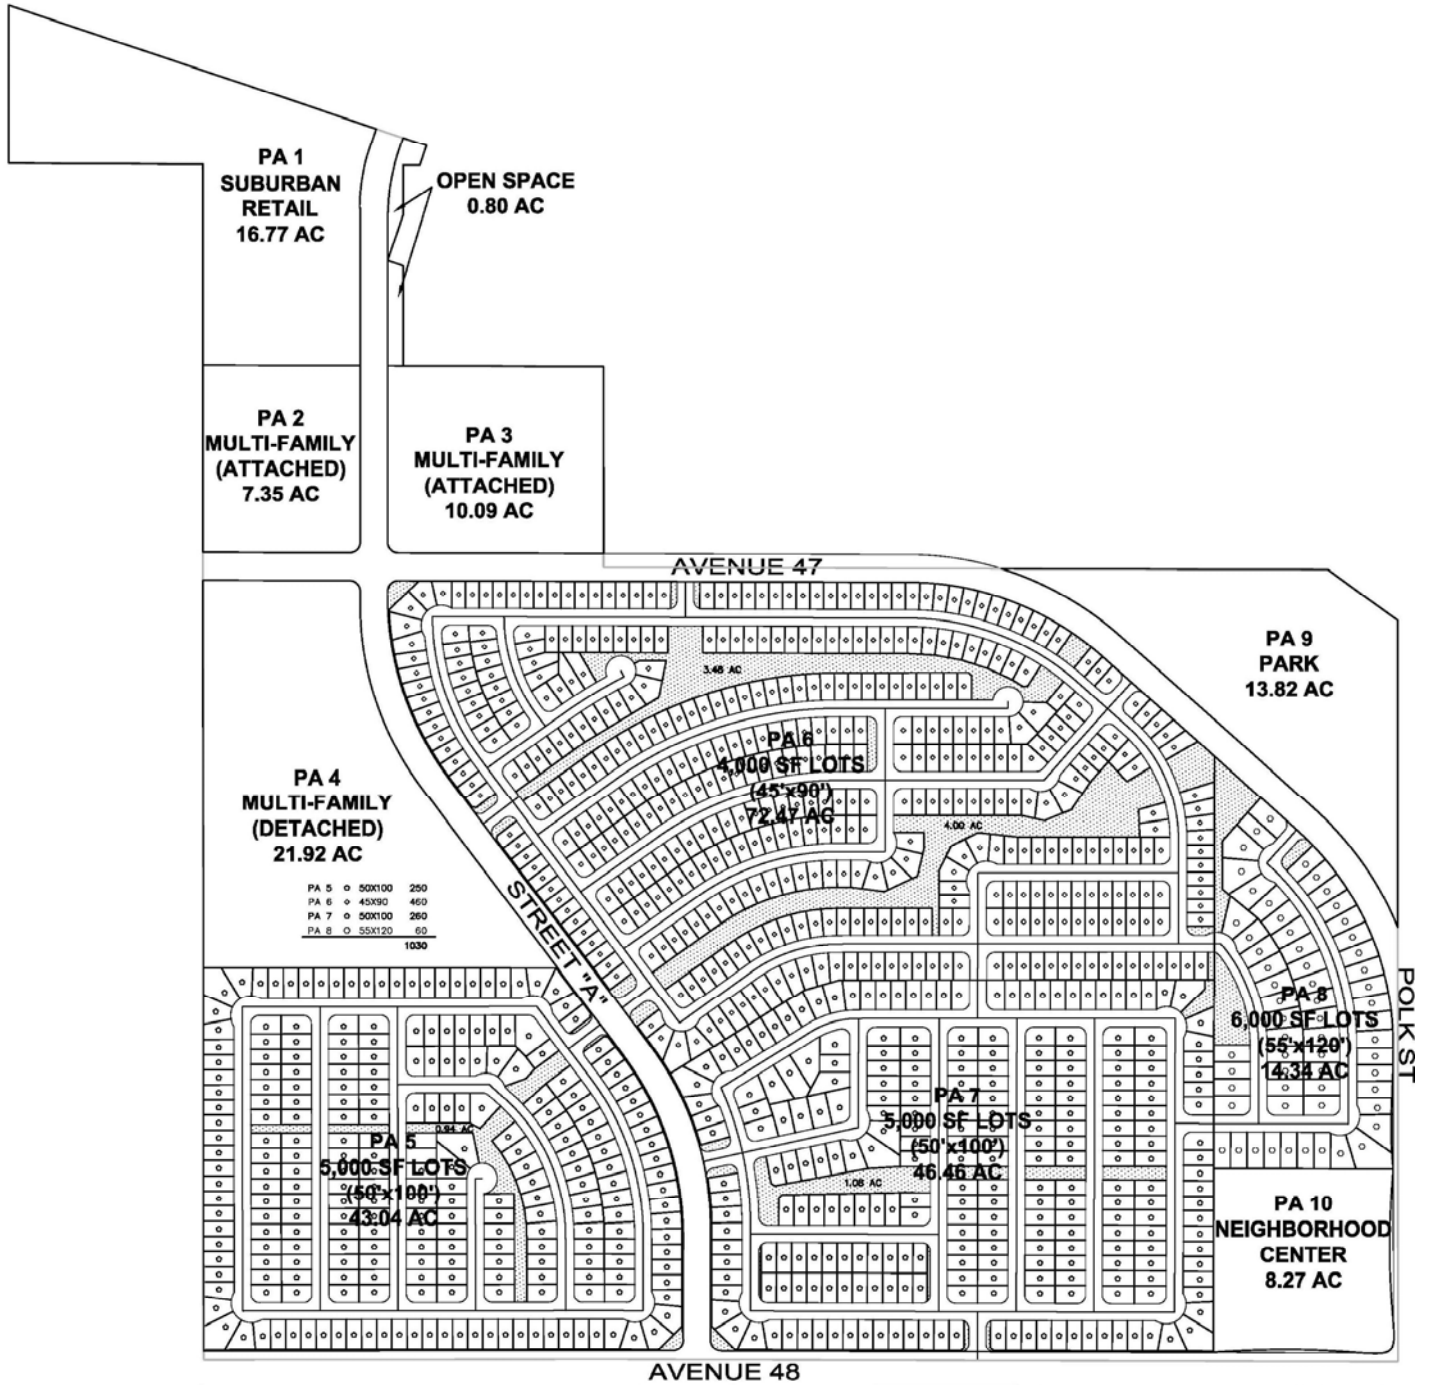 PA 1
SUBURBAN
RETAIL
16.77 AC
OPEN SPACE
0.80 AC
PA 2
MULTI-FAMILY
(ATTACHED)
7.35 AC
PA 3
MULTI-FAMILY
(ATTACHED)
10.09 AC
AVENUE 47
PA 9
PARK
13.82 AC
3.48 AC
PA 6
4,000 SF LOTS
(45'x90')
72.47 AC
4.00 AC
PA 4
MULTI-FAMILY
(DETACHED)
21.92 AC
PA 5 50X100 250
PA 6 45X90 460
PA 7 50X100 260
PA 8 55X120 60
1030
STREET "A"
POLK ST
PA 8
6,000 SF LOTS
(55'x120')
14.34 AC
PA 7
5,000 SF LOTS
(50'x100')
46.46 AC
1.08 AC
0.94 AC
PA 5
5,000 SF LOTS
(50'x100')
43.04 AC
PA 10
NEIGHBORHOOD
CENTER
8.27 AC
AVENUE 48